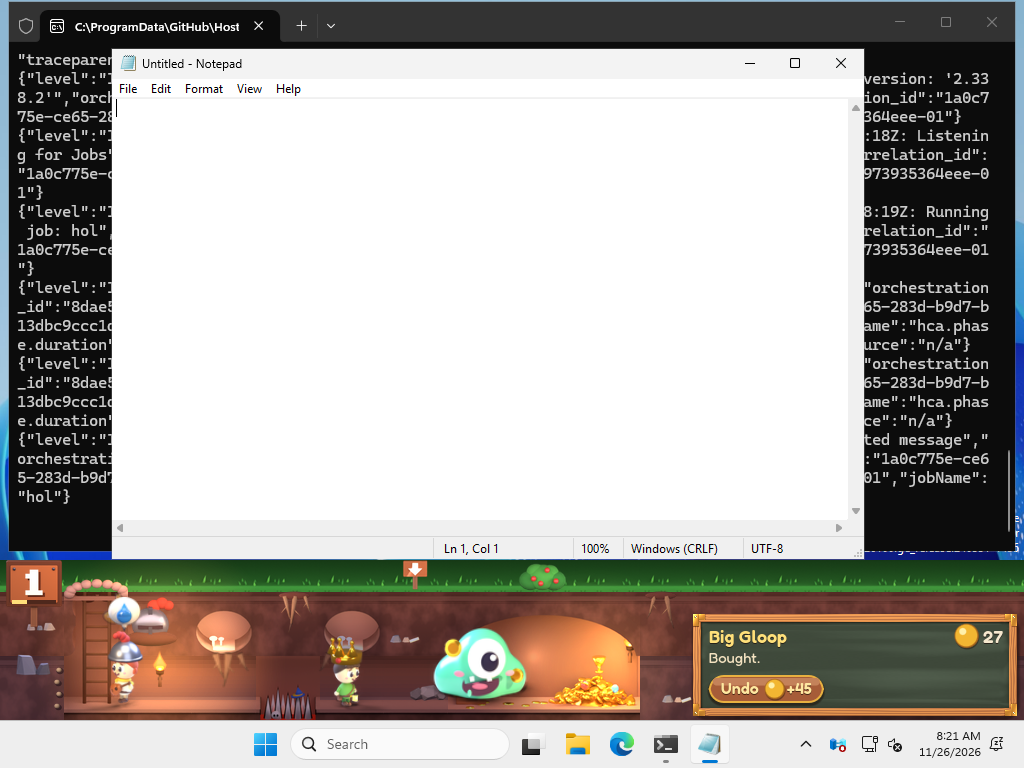 C:\ProgramData\GitHub\Host
Untitled - Notepad
File Edit Format View Help
"traceparen
{"level":"I
version: '2.33
8.2'","orch
ion_id":"1a0c7
75e-ce65-28
364eee-01"}
{"level":"I
:18Z: Listenin
g for Jobs"
rrelation_id":
"1a0c775e-c
973935364eee-0
1"}
{"level":"I
8:19Z: Running
job: hol",
relation_id":"
1a0c775e-ce
73935364eee-01
"}
{"level":"I
"orchestration
_id":"8dae5
65-283d-b9d7-b
13dbc9ccc1d
ame":"hca.phas
e.duration"
urce":"n/a"}
{"level":"I
"orchestration
_id":"8dae5
65-283d-b9d7-b
13dbc9ccc1d
ame":"hca.phas
e.duration"
ce":"n/a"}
{"level":"I
ted message","
orchestrati
:"1a0c775e-ce6
5-283d-b9d7
01","jobName":
"hol"}
Ln 1, Col 1 100% Windows (CRLF) UTF-8
1
Big Gloop 27
Bought.
Undo +45
Search
8:21 AM
11/26/2026